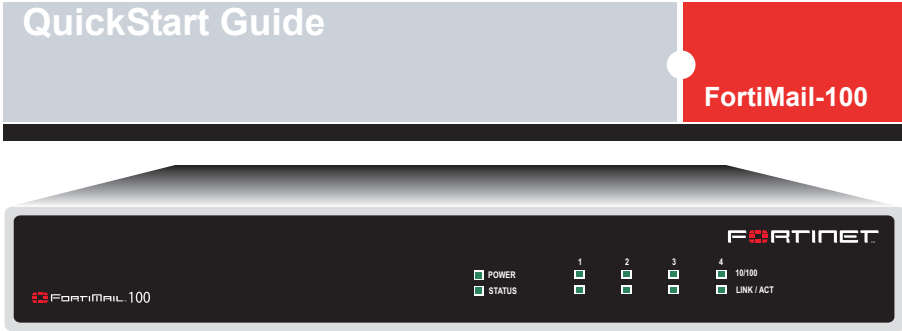 QuickStart Guide
FortiMail-100
FORTINET
1 2 3 4
POWER 10/100
STATUS LINK / ACT
FORTIMAIL 100